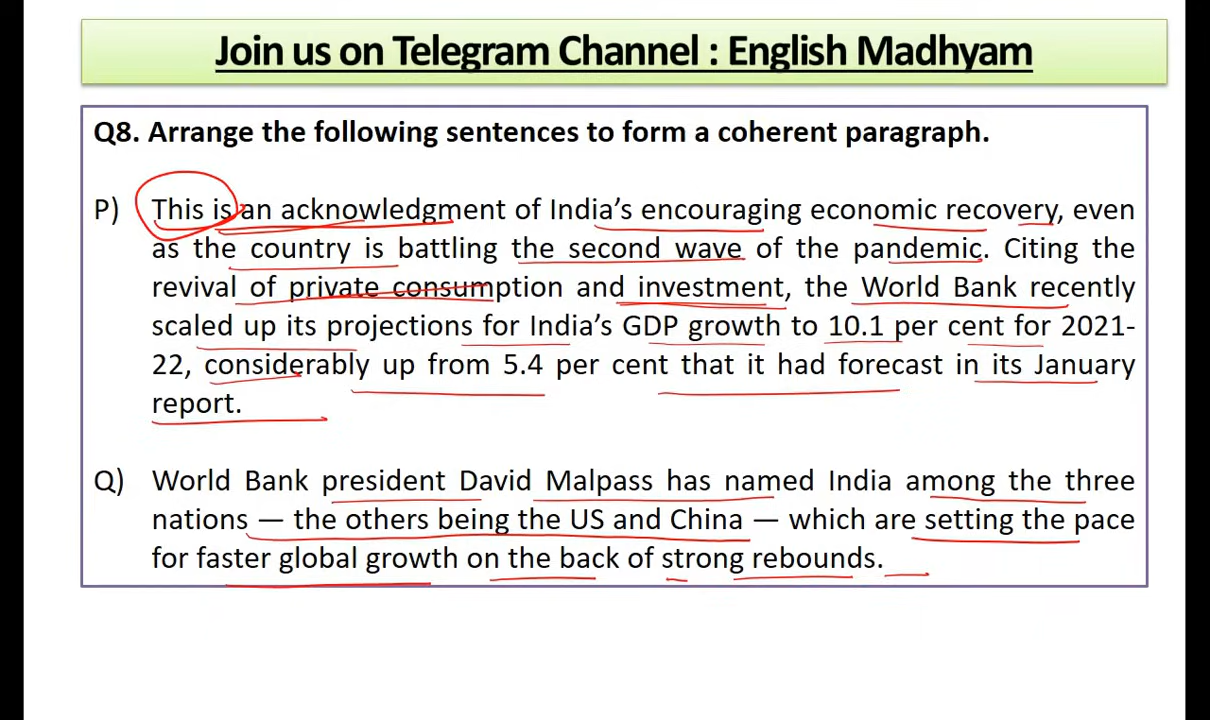 Join us on Telegram Channel : English Madhyam
Q8. Arrange the following sentences to form a coherent paragraph.
P) This is an acknowledgment of India's encouraging economic recovery, even
as the country is battling the second wave of the pandemic. Citing the
revival of private consumption and investment, the World Bank recently
scaled up its projections for India's GDP growth to 10.1 per cent for 2021-
22, considerably up from 5.4 per cent that it had forecast in its January
report.
Q) World Bank president David Malpass has named India among the three
nations — the others being the US and China — which are setting the pace
for faster global growth on the back of strong rebounds.